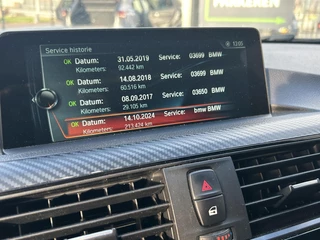 Service historie
13:02
OK Datum: 31.05.2019 Service: 03699 BMW
Kilometers: 92.442 km
OK Datum: 14.08.2018 Service: 03699 BMW
Kilometers: 60.516 km
OK Datum: 08.09.2017 Service: 03650 BMW
Kilometers: 29.105 km
OK Datum: 14.10.2024 Service: bmw BMW
Kilometers: 213.424 km